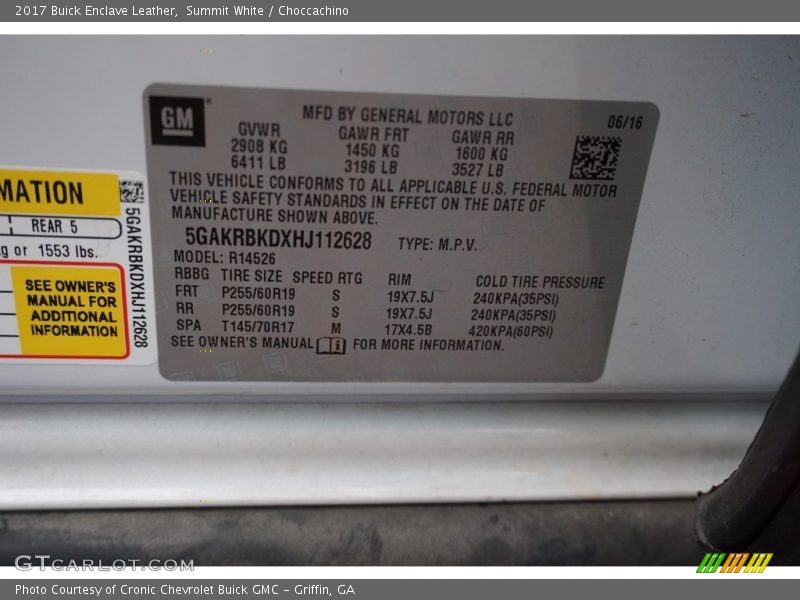 2017 Buick Enclave Leather, Summit White / Choccachino
GM
MFD BY GENERAL MOTORS LLC
06/16
GVWR GAWR FRT GAWR RR
2908 KG 1450 KG 1600 KG
6411 LB 3196 LB 3527 LB
THIS VEHICLE CONFORMS TO ALL APPLICABLE U.S. FEDERAL MOTOR
VEHICLE SAFETY STANDARDS IN EFFECT ON THE DATE OF
MANUFACTURE SHOWN ABOVE.
5GAKRBKDXHJ112628 TYPE: M.P.V.
MODEL: R14526
RBBG TIRE SIZE SPEED RTG RIM COLD TIRE PRESSURE
FRT P255/60R19 S 19X7.5J 240KPA(35PSI)
RR P255/60R19 S 19X7.5J 240KPA(35PSI)
SPA T145/70R17 M 17X4.5B 420KPA(60PSI)
SEE OWNER'S MANUAL i FOR MORE INFORMATION.
MATION
REAR 5
g or 1553 lbs.
SEE OWNER'S
MANUAL FOR
ADDITIONAL
INFORMATION
5GAKRBKDXHJ112628
GTCARLOT.COM
Photo Courtesy of Cronic Chevrolet Buick GMC - Griffin, GA